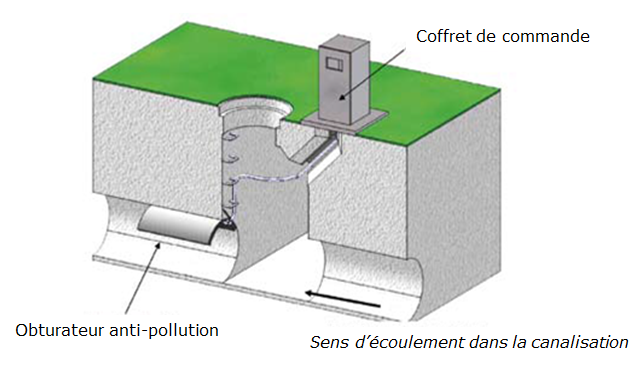 Coffret de commande
Obturateur anti-pollution
Sens d’écoulement dans la canalisation